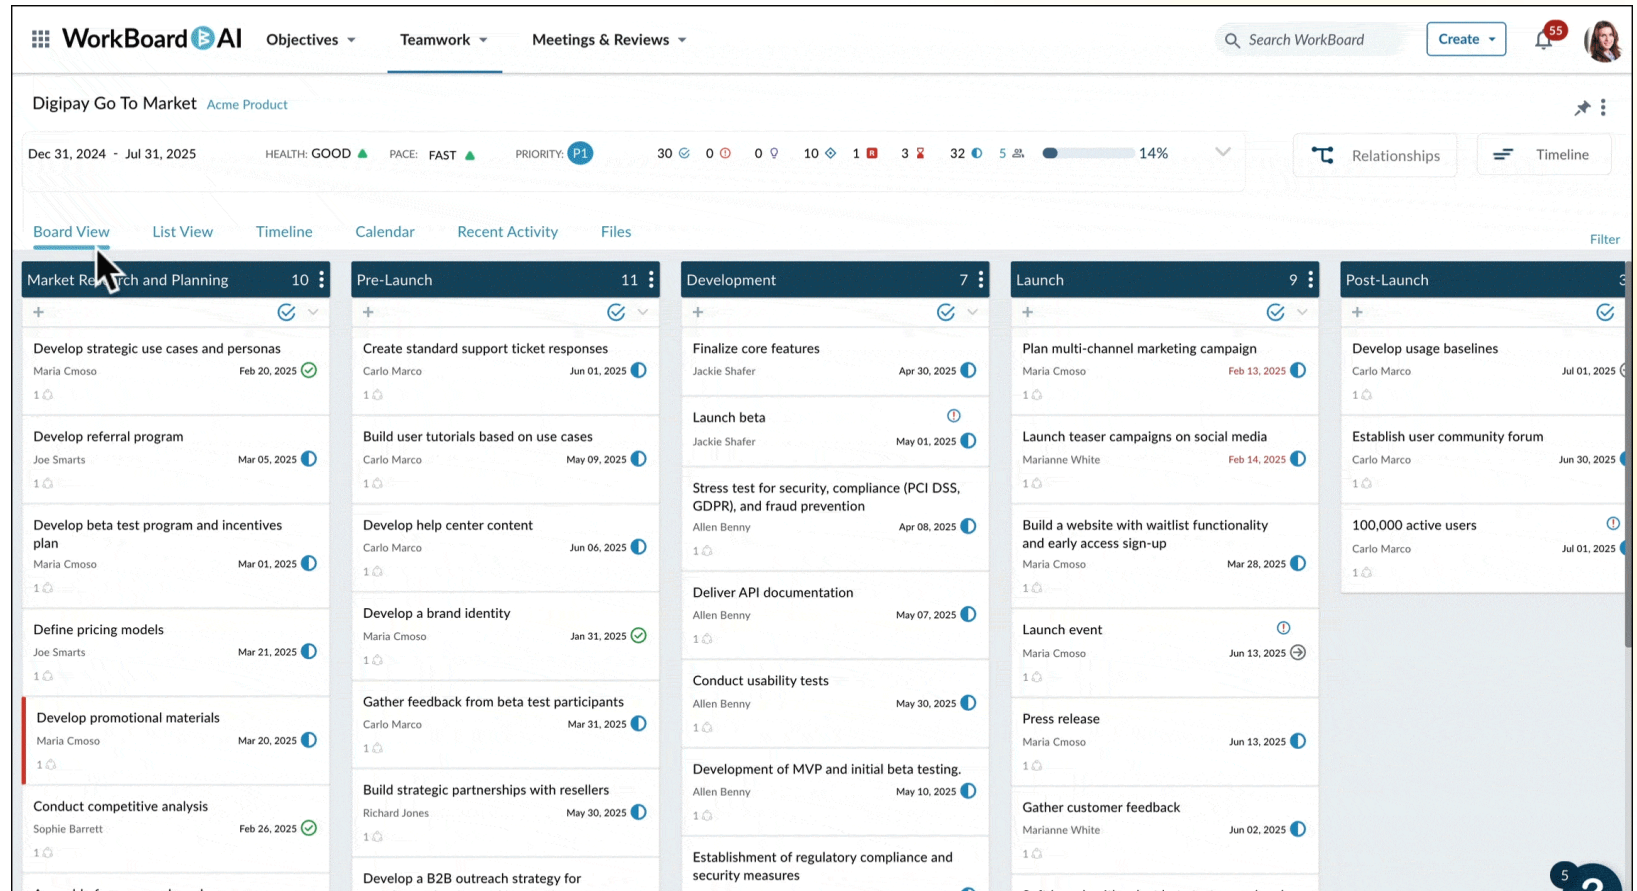 WorkBoard AI
Objectives
Teamwork
Meetings & Reviews
Search WorkBoard
Create
55
Digipay Go To Market Acme Product
Dec 31, 2024 - Jul 31, 2025
HEALTH: GOOD
PACE: FAST
PRIORITY: P1
30
0
0
10
1 R
3
32
5
14%
Relationships
Timeline
Board View
List View
Timeline
Calendar
Recent Activity
Files
Filter
Market Research and Planning 10
+
Develop strategic use cases and personas
Maria Cmoso Feb 20, 2025
1
Develop referral program
Joe Smarts Mar 05, 2025
1
Develop beta test program and incentives
plan
Maria Cmoso Mar 01, 2025
1
Define pricing models
Joe Smarts Mar 21, 2025
1
Develop promotional materials
Maria Cmoso Mar 20, 2025
1
Conduct competitive analysis
Sophie Barrett Feb 26, 2025
1
Pre-Launch 11
+
Create standard support ticket responses
Carlo Marco Jun 01, 2025
1
Build user tutorials based on use cases
Carlo Marco May 09, 2025
1
Develop help center content
Carlo Marco Jun 06, 2025
1
Develop a brand identity
Maria Cmoso Jan 31, 2025
1
Gather feedback from beta test participants
Carlo Marco Mar 31, 2025
1
Build strategic partnerships with resellers
Richard Jones May 30, 2025
1
Develop a B2B outreach strategy for
Development 7
+
Finalize core features
Jackie Shafer Apr 30, 2025
Launch beta
Jackie Shafer May 01, 2025
Stress test for security, compliance (PCI DSS,
GDPR), and fraud prevention
Allen Benny Apr 08, 2025
1
Deliver API documentation
Allen Benny May 07, 2025
1
Conduct usability tests
Allen Benny May 30, 2025
1
Development of MVP and initial beta testing.
Allen Benny May 10, 2025
1
Establishment of regulatory compliance and
security measures
Launch 9
+
Plan multi-channel marketing campaign
Maria Cmoso Feb 13, 2025
1
Launch teaser campaigns on social media
Marianne White Feb 14, 2025
1
Build a website with waitlist functionality
and early access sign-up
Maria Cmoso Mar 28, 2025
1
Launch event
Maria Cmoso Jun 13, 2025
1
Press release
Maria Cmoso Jun 13, 2025
1
Gather customer feedback
Marianne White Jun 02, 2025
1
Post-Launch 3
+
Develop usage baselines
Carlo Marco Jul 01, 2025
1
Establish user community forum
Carlo Marco Jun 30, 2025
1
100,000 active users
Carlo Marco Jul 01, 2025
1
5
?